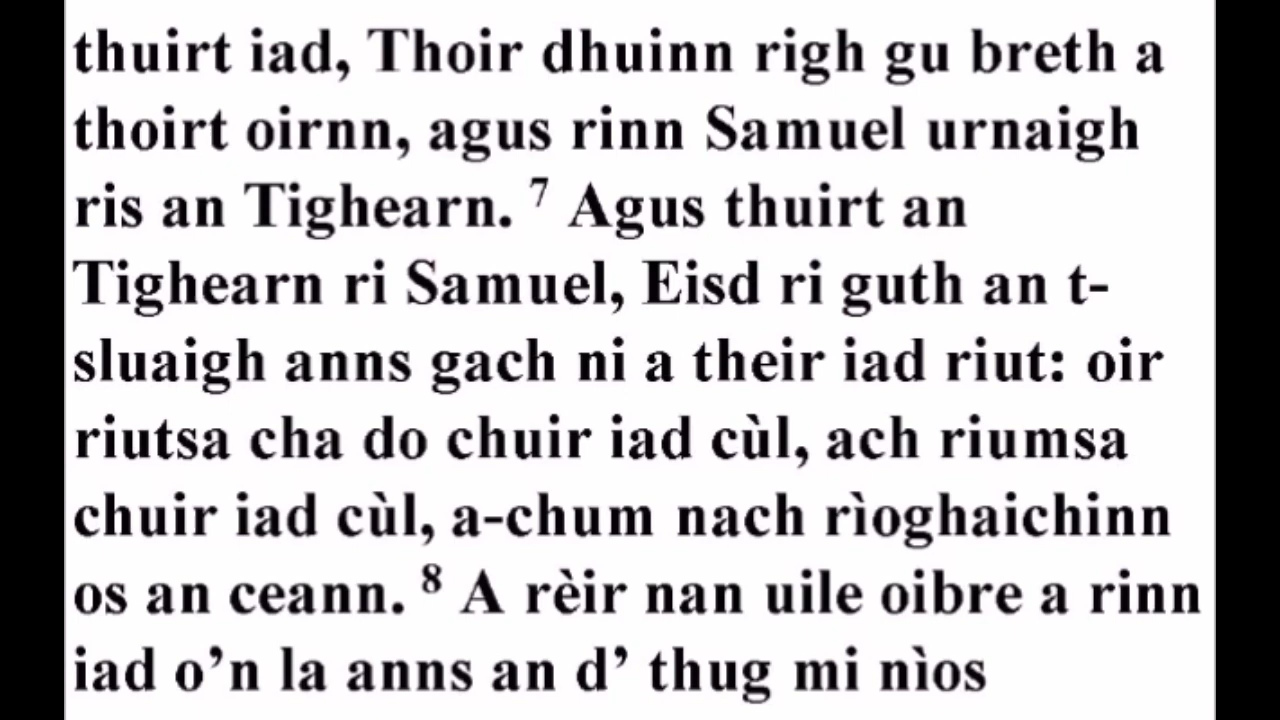 thuirt iad, Thoir dhuinn righ gu breth a
thoirt oirnn, agus rinn Samuel urnaigh
ris an Tighearn. 7 Agus thuirt an
Tighearn ri Samuel, Eisd ri guth an t-
sluaigh anns gach ni a their iad riut: oir
riutsa cha do chuir iad cùl, ach riumsa
chuir iad cùl, a-chum nach rìoghaichinn
os an ceann. 8 A rèir nan uile oibre a rinn
iad o’n la anns an d’ thug mi nìos